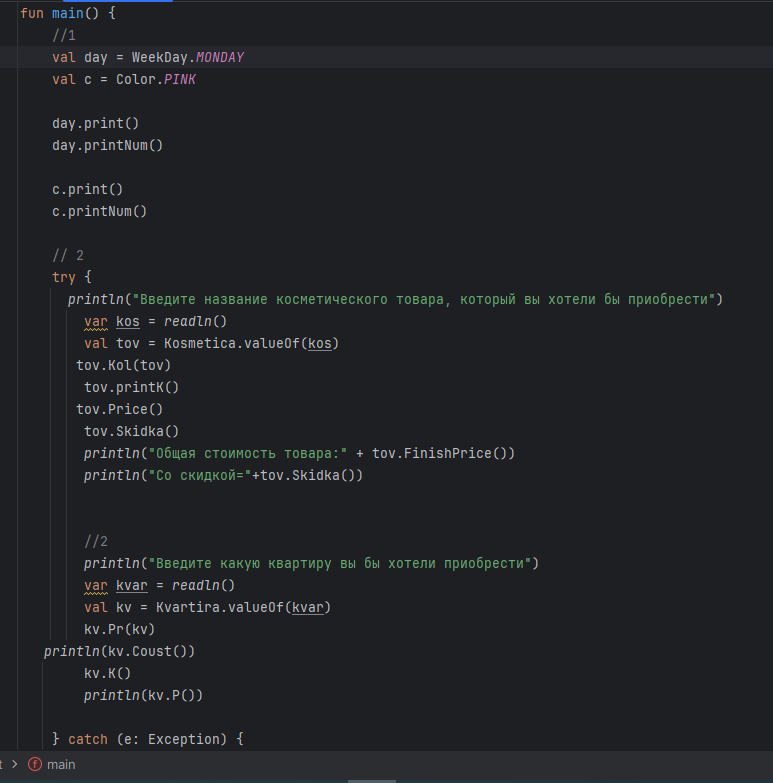 fun main() {
//1
val day = WeekDay.MONDAY
val c = Color.PINK
day.print()
day.printNum()
c.print()
c.printNum()
// 2
try {
println("Введите название косметического товара, который вы хотели бы приобрести")
var kos = readln()
val tov = Kosmetica.valueOf(kos)
tov.Kol(tov)
tov.printK()
tov.Price()
tov.Skidka()
println("Общая стоимость товара:" + tov.FinishPrice())
println("Со скидкой="+tov.Skidka())
//2
println("Введите какую квартиру вы бы хотели приобрести")
var kvar = readln()
val kv = Kvartira.valueOf(kvar)
kv.Pr(kv)
println(kv.Coust())
kv.K()
println(kv.P())
} catch (e: Exception) {
t > f main